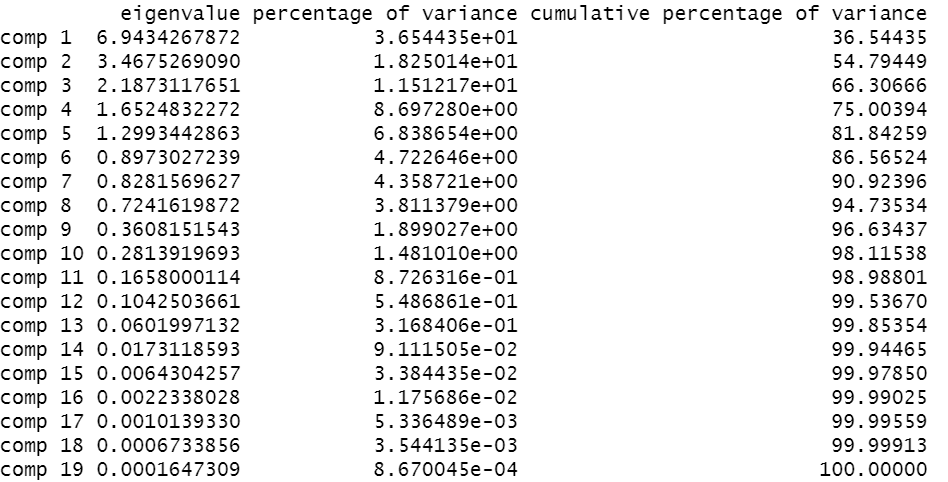 eigenvalue percentage of variance cumulative percentage of variance
comp 1 6.9434267872 3.654435e+01 36.54435
comp 2 3.4675269090 1.825014e+01 54.79449
comp 3 2.1873117651 1.151217e+01 66.30666
comp 4 1.6524832272 8.697280e+00 75.00394
comp 5 1.2993442863 6.838654e+00 81.84259
comp 6 0.8973027239 4.722646e+00 86.56524
comp 7 0.8281569627 4.358721e+00 90.92396
comp 8 0.7241619872 3.811379e+00 94.73534
comp 9 0.3608151543 1.899027e+00 96.63437
comp 10 0.2813919693 1.481010e+00 98.11538
comp 11 0.1658000114 8.726316e-01 98.98801
comp 12 0.1042503661 5.486861e-01 99.53670
comp 13 0.0601997132 3.168406e-01 99.85354
comp 14 0.0173118593 9.111505e-02 99.94465
comp 15 0.0064304257 3.384435e-02 99.97850
comp 16 0.0022338028 1.175686e-02 99.99025
comp 17 0.0010139330 5.336489e-03 99.99559
comp 18 0.0006733856 3.544135e-03 99.99913
comp 19 0.0001647309 8.670045e-04 100.00000